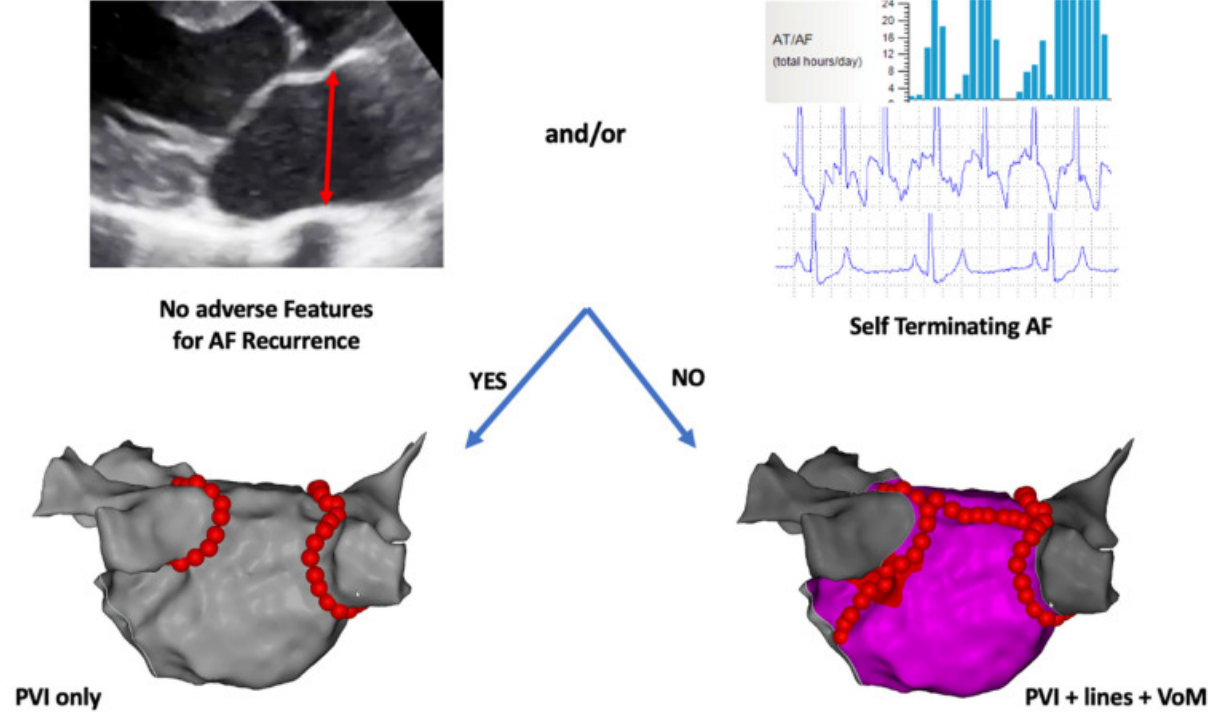 24
20
16
12
8
4
AT/AF
(total hours/day)
and/or
No adverse Features
for AF Recurrence
Self Terminating AF
YES
NO
PVI only
PVI + lines + VoM